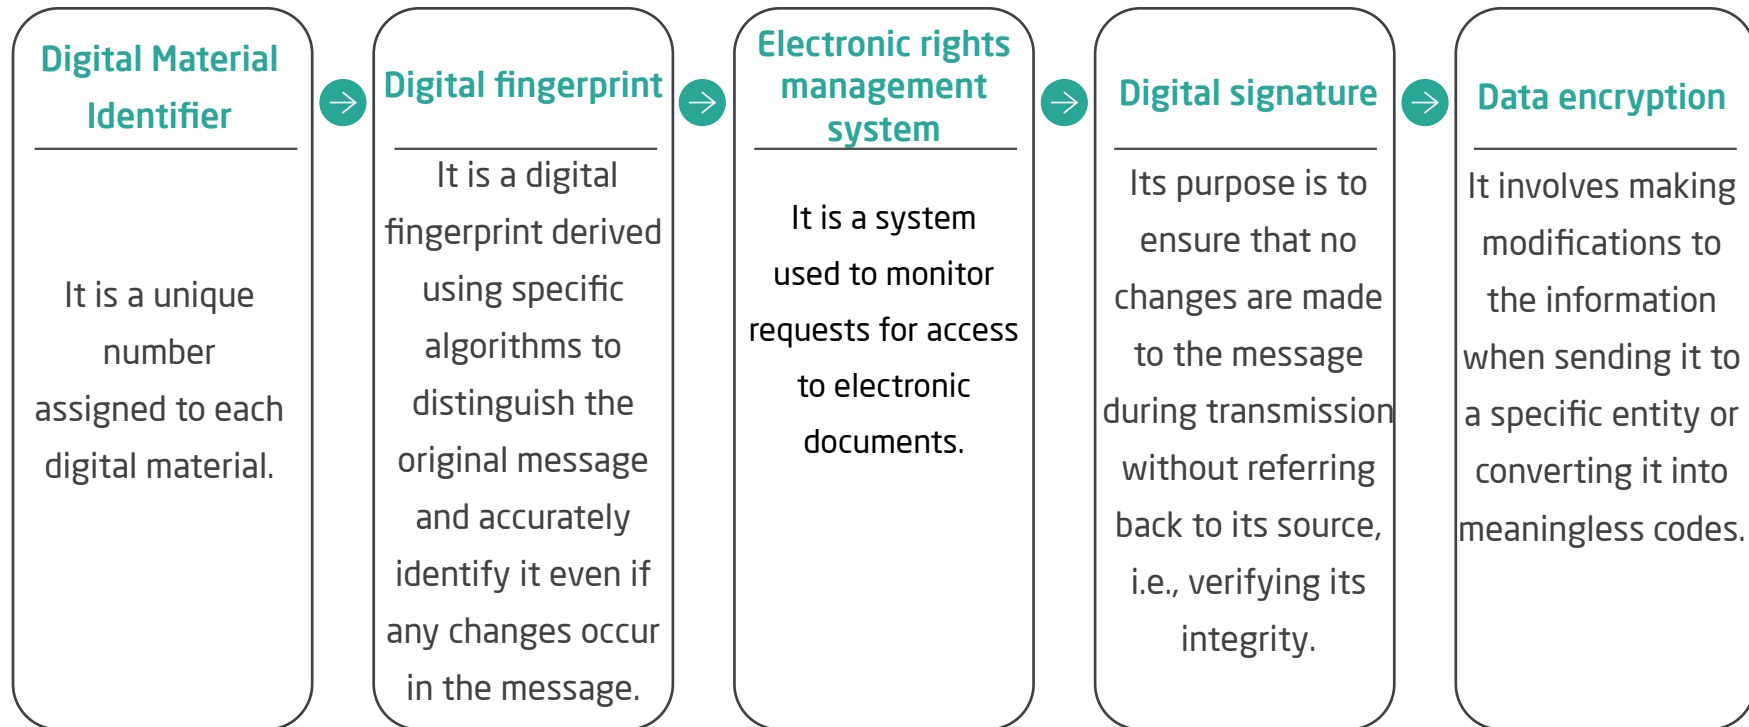 Digital Material
Identifier
It is a unique
number
assigned to each
digital material.
Digital fingerprint
It is a digital
fingerprint derived
using specific
algorithms to
distinguish the
original message
and accurately
identify it even if
any changes occur
in the message.
Electronic rights
management
system
It is a system
used to monitor
requests for access
to electronic
documents.
Digital signature
Its purpose is to
ensure that no
changes are made
to the message
during transmission
without referring
back to its source,
i.e., verifying its
integrity.
Data encryption
It involves making
modifications to
the information
when sending it to
a specific entity or
converting it into
meaningless codes.